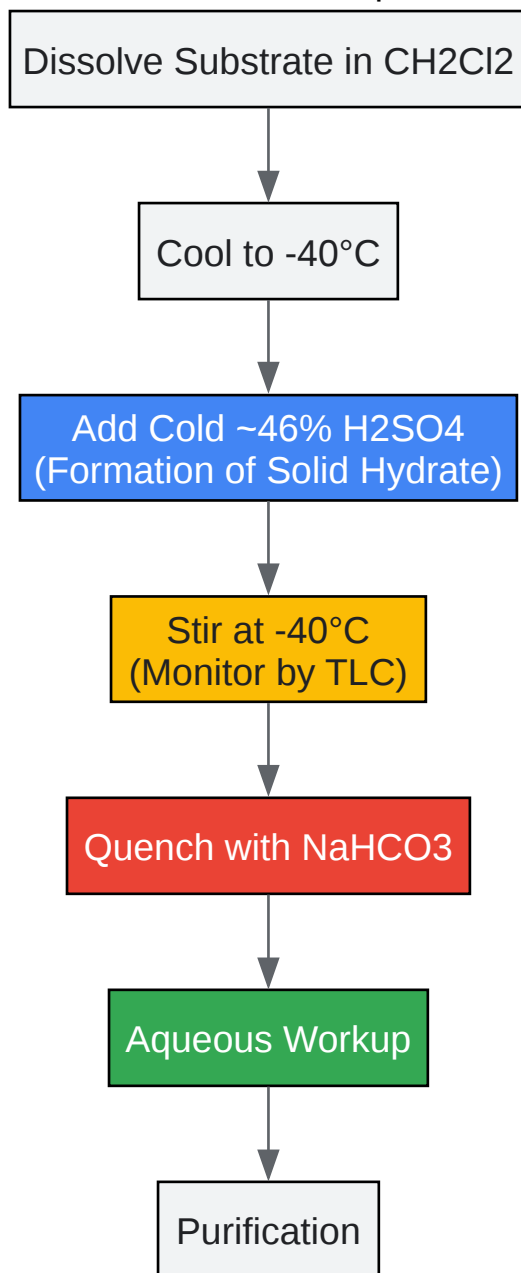 Dissolve Substrate in CH2Cl2
Cool to -40°C
Add Cold ~46% H2SO4
(Formation of Solid Hydrate)
Stir at -40°C
(Monitor by TLC)
Quench with NaHCO3
Aqueous Workup
Purification